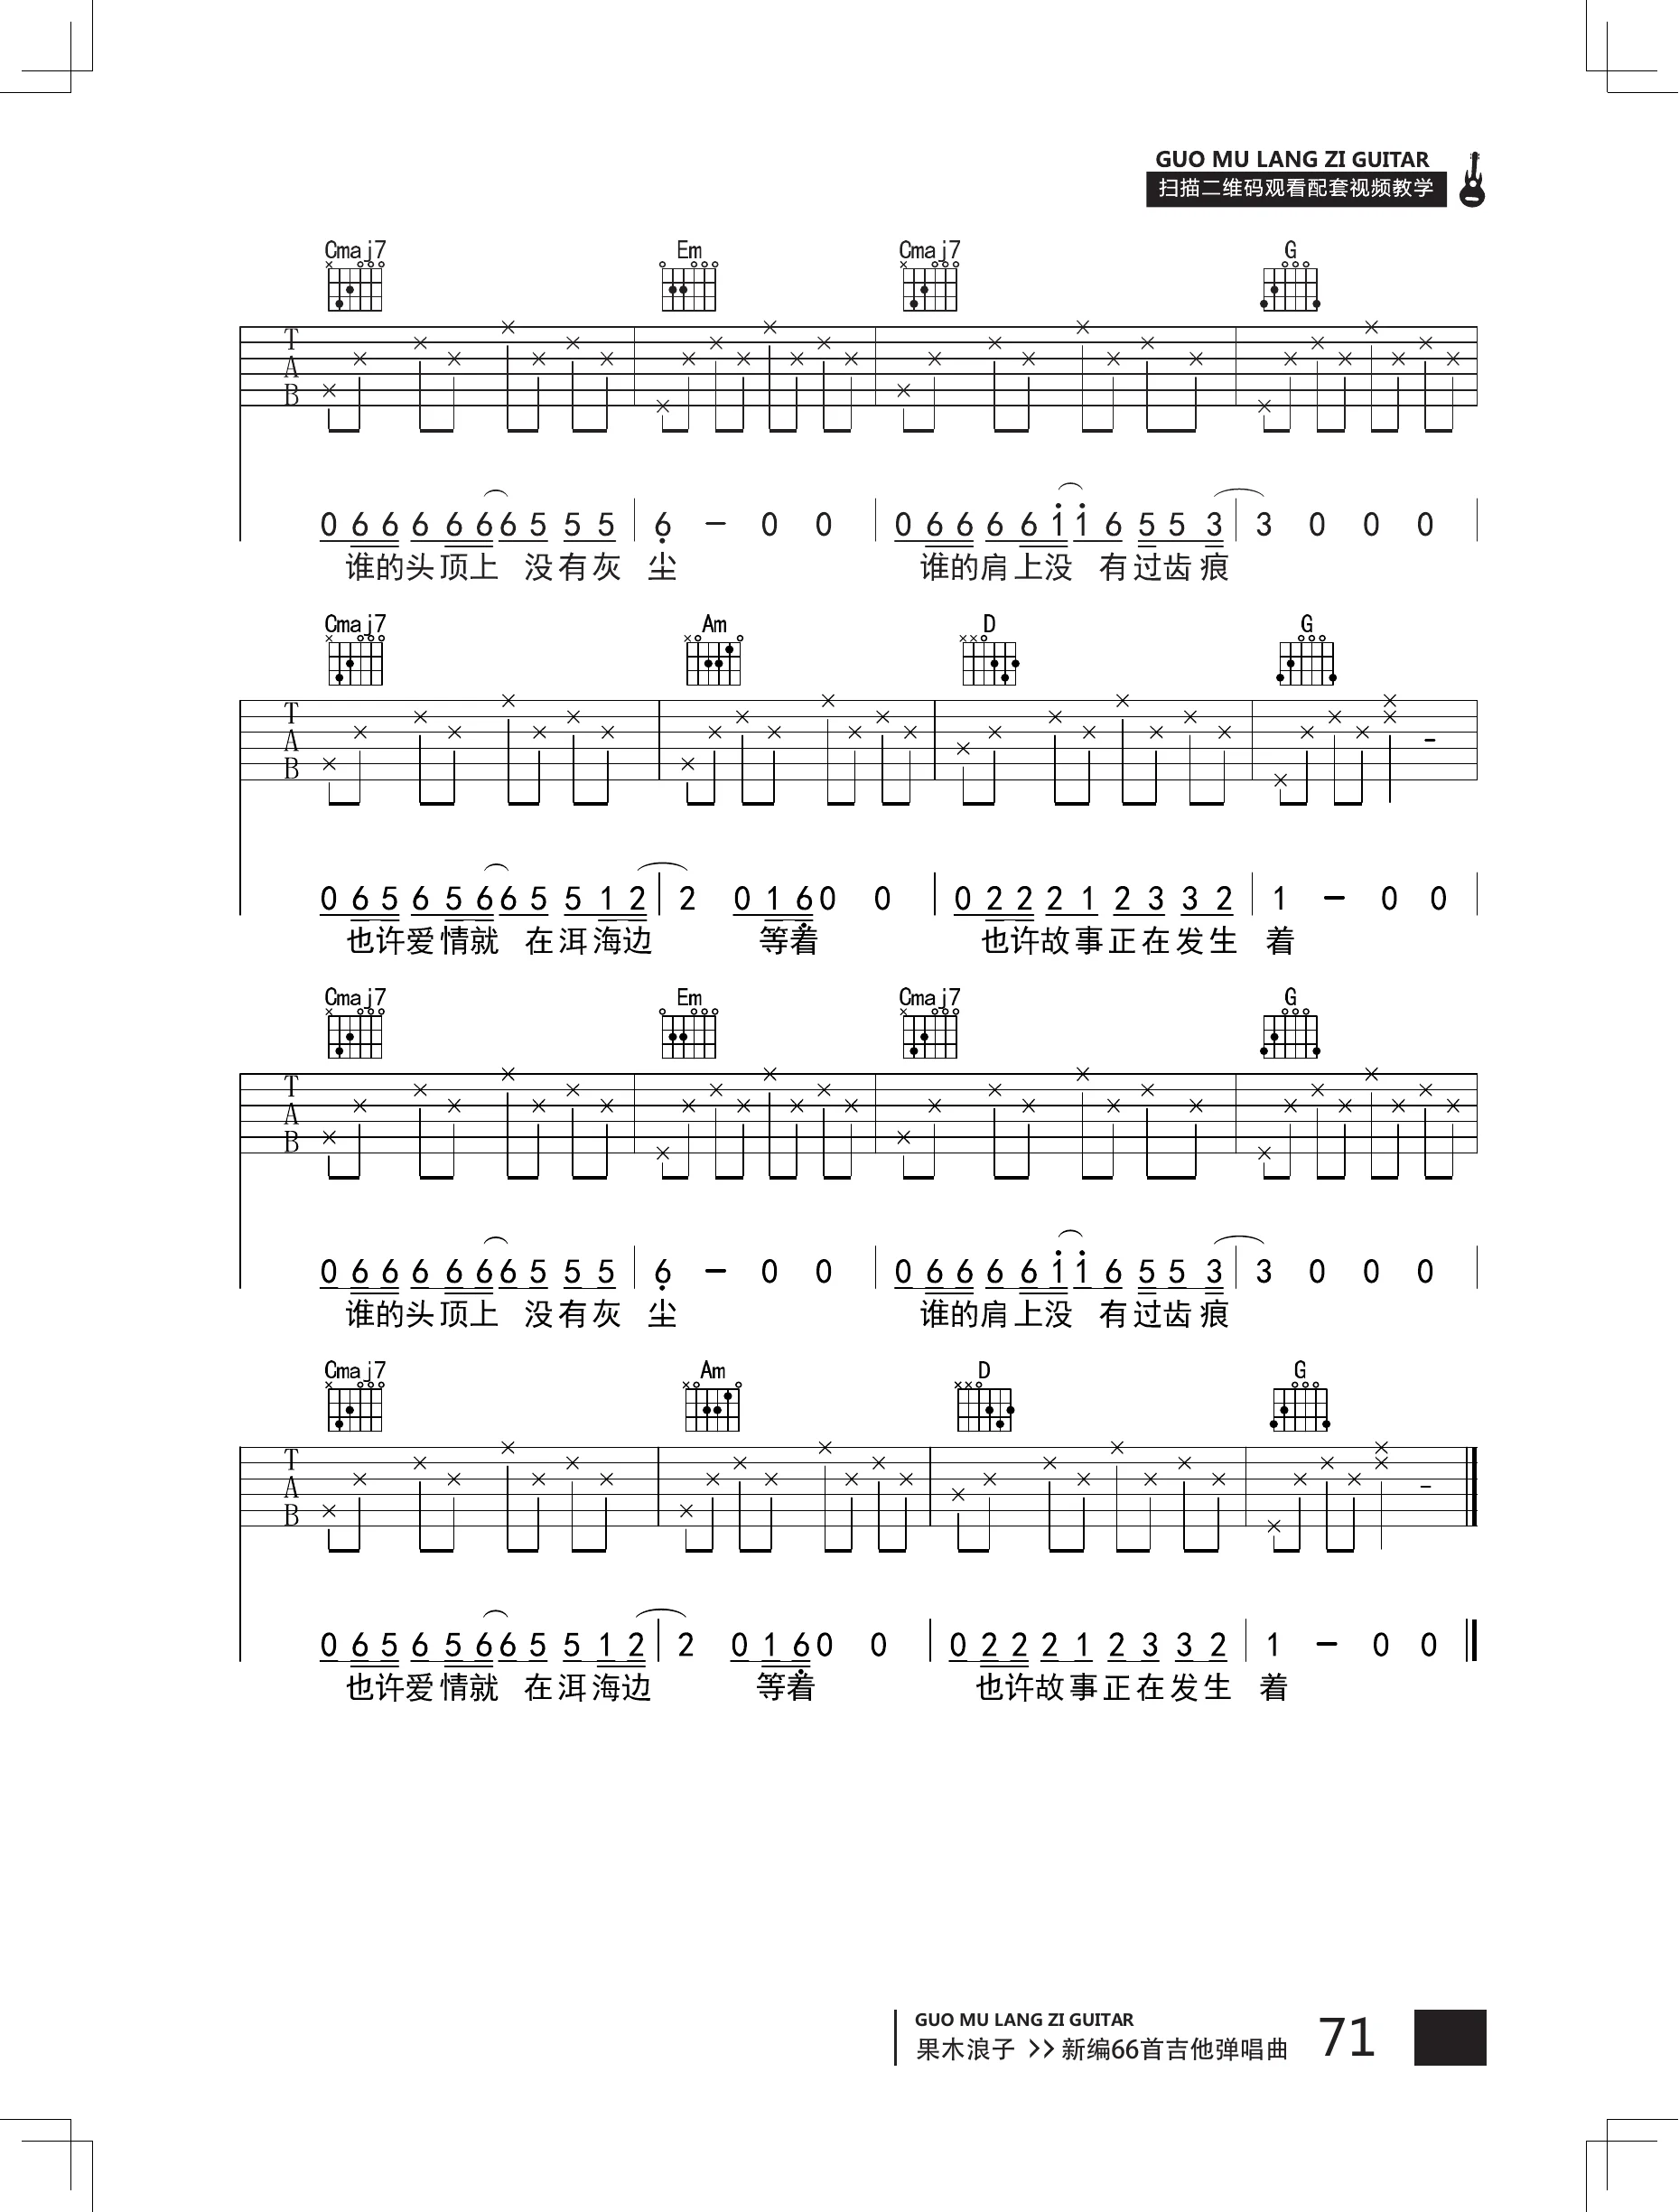 GUO MU LANG ZI GUITAR
扫描二维码观看配套视频教学
Cmaj7 Em Cmaj7 G
T
A
B
0 6 6 6 6 6 6 5 5 5 6 - 0 0 0 6 6 6 6 1 1 6 5 5 3 3 0 0 0
谁的头顶上 没有灰 尘 谁的肩上没 有过齿痕
Cmaj7 Am D G
T
A
B
0 6 5 6 5 6 6 5 5 1 2 2 0 1 6 0 0 0 2 2 2 1 2 3 3 2 1 - 0 0
也许爱情就 在洱海边 等着 也许故事正在发生 着
Cmaj7 Em Cmaj7 G
T
A
B
0 6 6 6 6 6 6 5 5 5 6 - 0 0 0 6 6 6 6 1 1 6 5 5 3 3 0 0 0
谁的头顶上 没有灰 尘 谁的肩上没 有过齿痕
Cmaj7 Am D G
T
A
B
0 6 5 6 5 6 6 5 5 1 2 2 0 1 6 0 0 0 2 2 2 1 2 3 3 2 1 - 0 0
也许爱情就 在洱海边 等着 也许故事正在发生 着
GUO MU LANG ZI GUITAR
果木浪子 >> 新编66首吉他弹唱曲 71